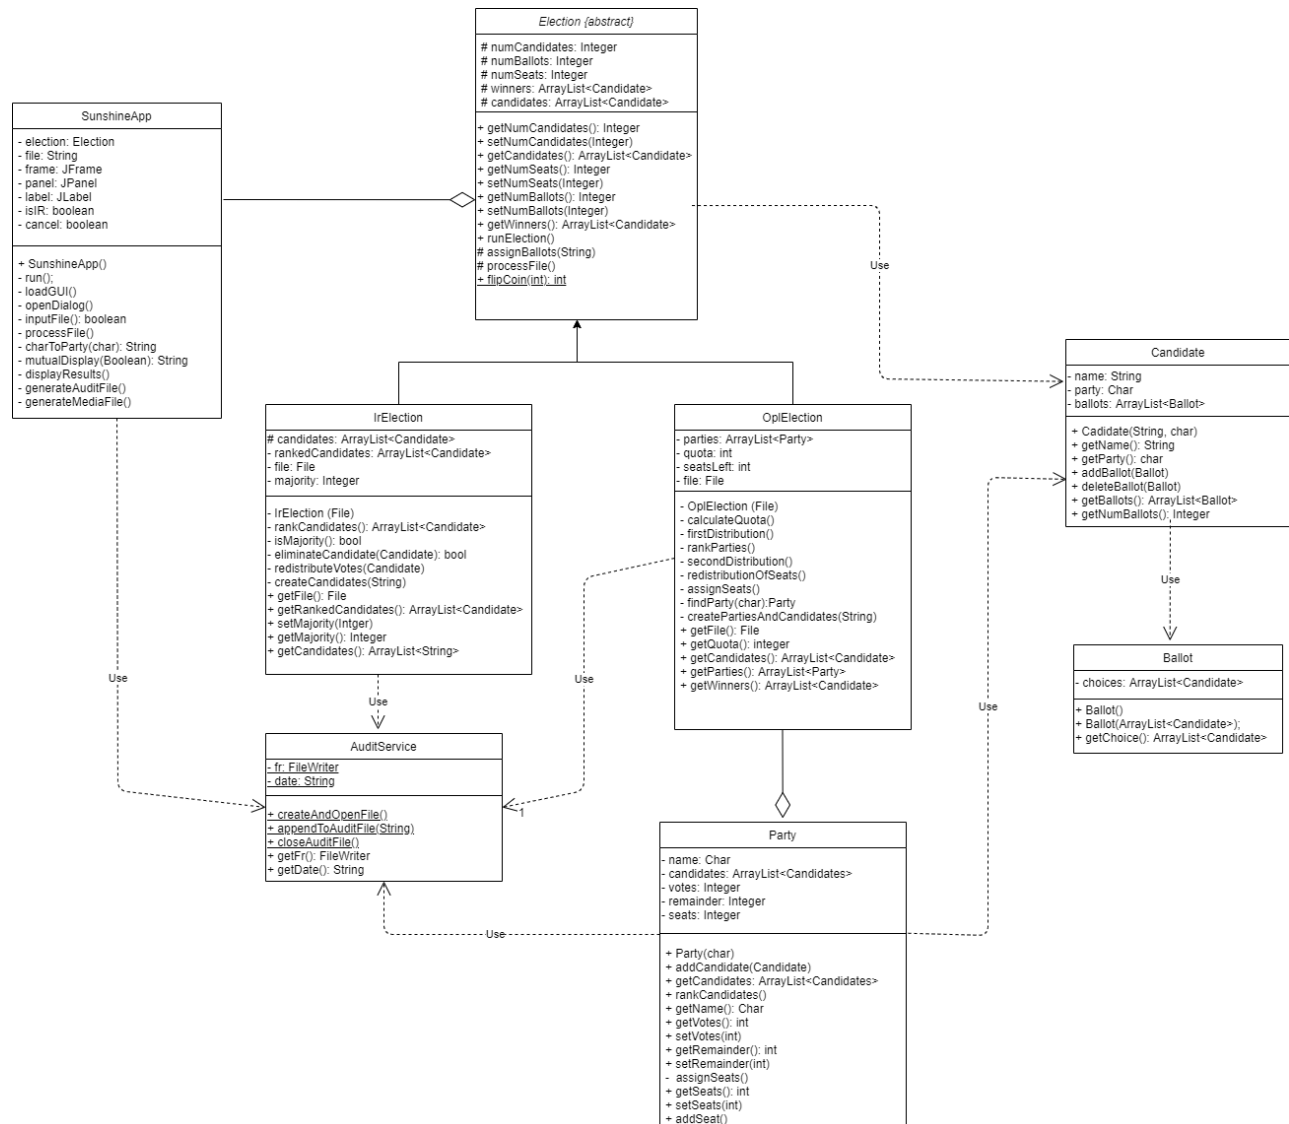 Election {abstract}
# numCandidates: Integer
# numBallots: Integer
# numSeats: Integer
# winners: ArrayList<Candidate>
# candidates: ArrayList<Candidate>
+ getNumCandidates(): Integer
+ setNumCandidates(Integer)
+ getCandidates(): ArrayList<Candidate>
+ getNumSeats(): Integer
+ setNumSeats(Integer)
+ getNumBallots(): Integer
+ setNumBallots(Integer)
+ getWinners(): ArrayList<Candidate>
+ runElection()
# assignBallots(String)
# processFile()
+ flipCoin(int): int
SunshineApp
- election: Election
- file: String
- frame: JFrame
- panel: JPanel
- label: JLabel
- isIR: boolean
- cancel: boolean
+ SunshineApp()
- run();
- loadGUI()
- openDialog()
- inputFile(): boolean
- processFile()
- charToParty(char): String
- mutualDisplay(Boolean): String
- displayResults()
- generateAuditFile()
- generateMediaFile()
Use
Candidate
- name: String
- party: Char
- ballots: ArrayList<Ballot>
+ Cadidate(String, char)
+ getName(): String
+ getParty(): char
+ addBallot(Ballot)
+ deleteBallot(Ballot)
+ getBallots(): ArrayList<Ballot>
+ getNumBallots(): Integer
IrElection
# candidates: ArrayList<Candidate>
- rankedCandidates: ArrayList<Candidate>
- file: File
- majority: Integer
- IrElection (File)
- rankCandidates(): ArrayList<Candidate>
- isMajority(): bool
- eliminateCandidate(Candidate): bool
- redistributeVotes(Candidate)
- createCandidates(String)
+ getFile(): File
+ getRankedCandidates(): ArrayList<Candidate>
+ setMajority(Intger)
+ getMajority(): Integer
+ getCandidates(): ArrayList<String>
OplElection
- parties: ArrayList<Party>
- quota: int
- seatsLeft: int
- file: File
- OplElection (File)
- calculateQuota()
- firstDistribution()
- rankParties()
- secondDistribution()
- redistributionOfSeats()
- assignSeats()
- findParty(char):Party
- createPartiesAndCandidates(String)
+ getFile(): File
+ getQuota(): integer
+ getCandidates(): ArrayList<Candidate>
+ getParties(): ArrayList<Party>
+ getWinners(): ArrayList<Candidate>
Use
Use
Use
Use
Use
Ballot
- choices: ArrayList<Candidate>
+ Ballot()
+ Ballot(ArrayList<Candidate>);
+ getChoice(): ArrayList<Candidate>
AuditService
- fr: FileWriter
- date: String
+ createAndOpenFile()
+ appendToAuditFile(String)
+ closeAuditFile()
+ getFr(): FileWriter
+ getDate(): String
1
Use
Party
- name: Char
- candidates: ArrayList<Candidates>
- votes: Integer
- remainder: Integer
- seats: Integer
+ Party(char)
+ addCandidate(Candidate)
+ getCandidates: ArrayList<Candidates>
+ rankCandidates()
+ getName(): Char
+ getVotes(): int
+ setVotes(int)
+ getRemainder(): int
+ setRemainder(int)
- assignSeats()
+ getSeats(): int
+ setSeats(int)
+ addSeat()